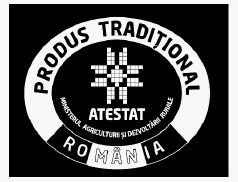 PRODUS TRADIȚIONAL
ATESTAT
MINISTERUL AGRICULTURII ȘI DEZVOLTĂRII RURALE
ROMÂNIA